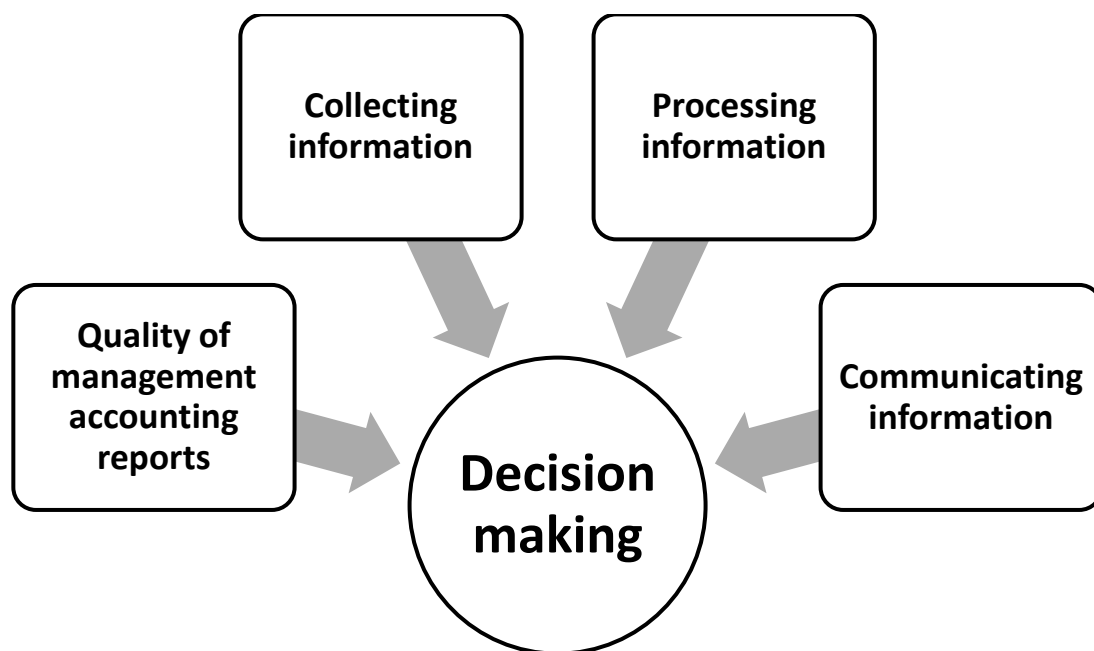 Collecting
information
Processing
information
Quality of
management
accounting
reports
Communicating
information
Decision
making